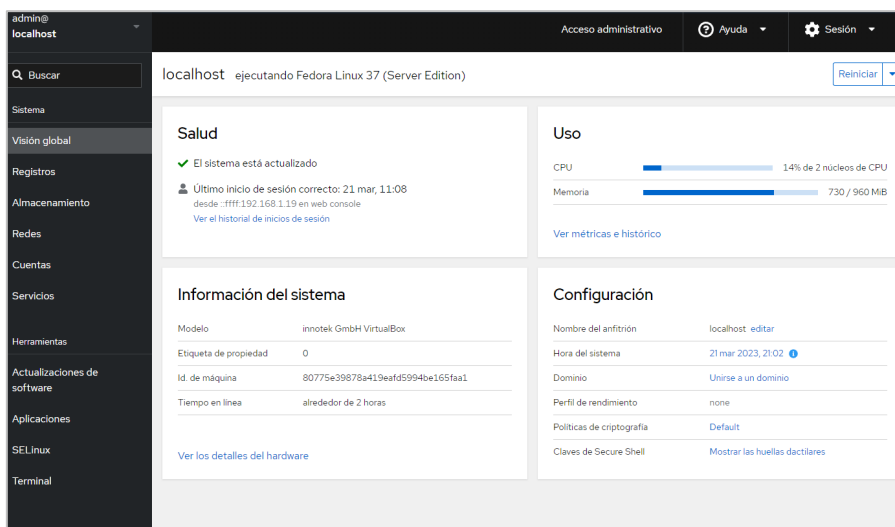 admin@
localhost
Acceso administrativo
Ayuda
Sesión
Buscar
localhost ejecutando Fedora Linux 37 (Server Edition)
Reiniciar
Sistema
Visión global
Registros
Almacenamiento
Redes
Cuentas
Servicios
Herramientas
Actualizaciones de
software
Aplicaciones
SELinux
Terminal
Salud
El sistema está actualizado
Último inicio de sesión correcto: 21 mar, 11:08
desde ::ffff:192.168.1.19 en web console
Ver el historial de inicios de sesión
Uso
CPU 14% de 2 núcleos de CPU
Memoria 730 / 960 MiB
Ver métricas e histórico
Información del sistema
Modelo innotek GmbH VirtualBox
Etiqueta de propiedad 0
Id. de máquina 80775e39878a419eafd5994be165faa1
Tiempo en línea alrededor de 2 horas
Ver los detalles del hardware
Configuración
Nombre del anfitrión localhost editar
Hora del sistema 21 mar 2023, 21:02
Dominio Unirse a un dominio
Perfil de rendimiento none
Políticas de criptografía Default
Claves de Secure Shell Mostrar las huellas dactilares